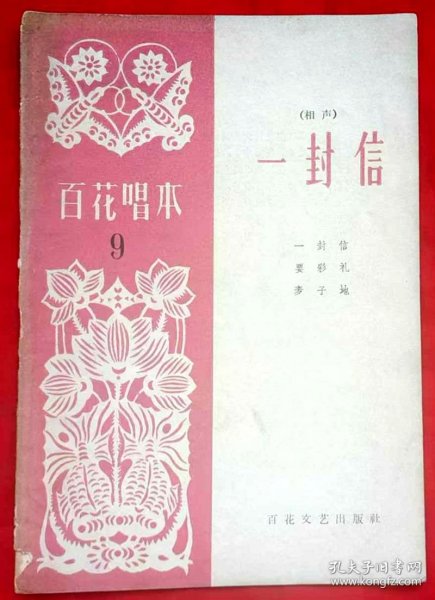 百花唱本
9
(相声)
一封信
一封信
要彩礼
麦子地
百花文艺出版社
孔夫子旧书网
www.kongfz.com